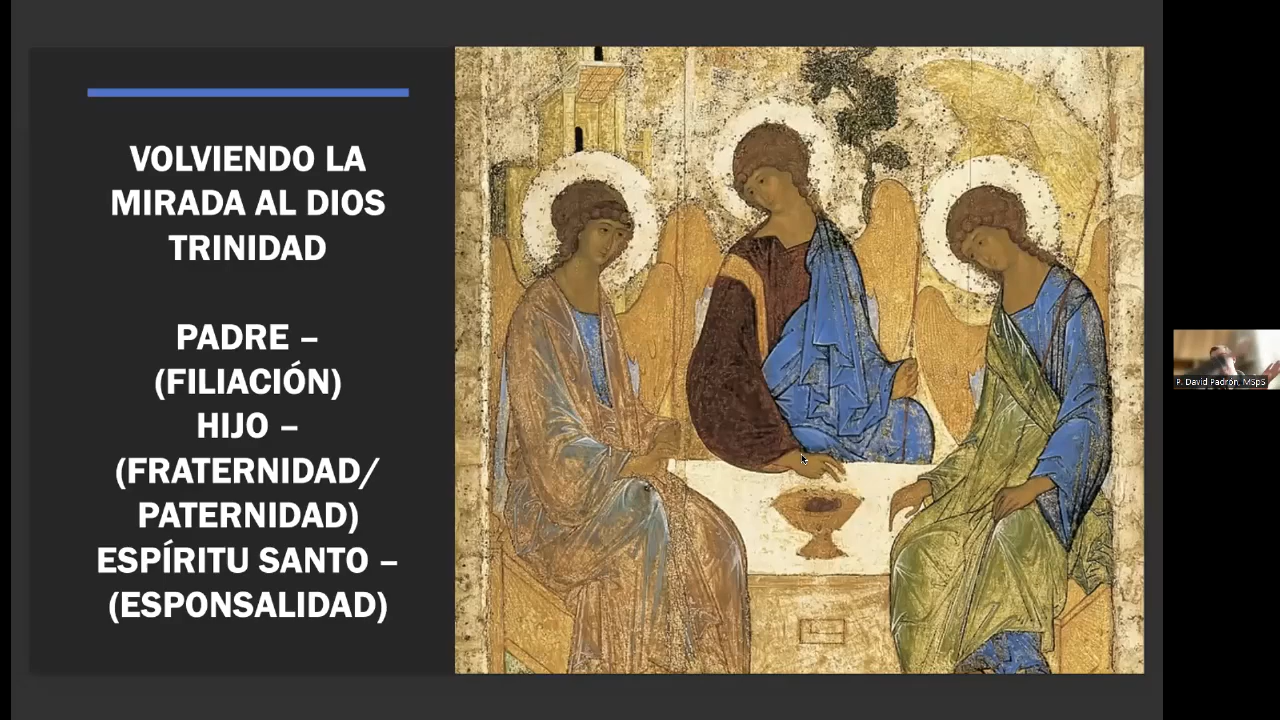 VOLVIENDO LA
MIRADA AL DIOS
TRINIDAD
PADRE –
(FILIACIÓN)
HIJO –
(FRATERNIDAD/
PATERNIDAD)
ESPÍRITU SANTO –
(ESPONSALIDAD)
P. David Padrón, MSpS